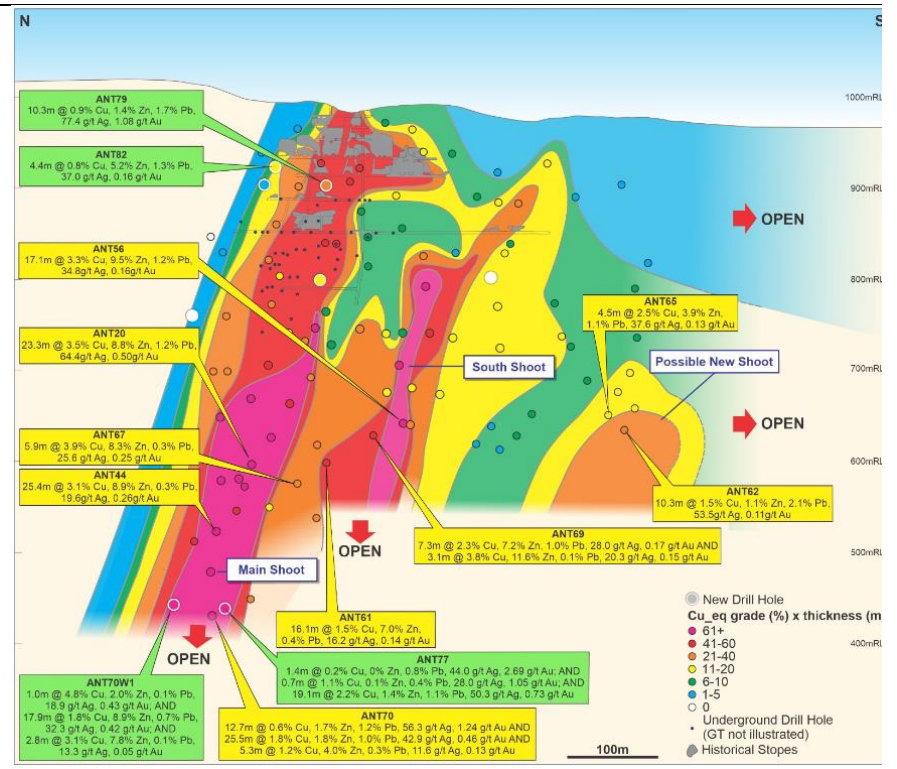 N
S
1000mRL
900mRL
800mRL
700mRL
600mRL
500mRL
400mRL
ANT79
10.3m @ 0.9% Cu, 1.4% Zn, 1.7% Pb,
77.4 g/t Ag, 1.08 g/t Au
ANT82
4.4m @ 0.8% Cu, 5.2% Zn, 1.3% Pb,
37.0 g/t Ag, 0.16 g/t Au
OPEN
ANT56
17.1m @ 3.3% Cu, 9.5% Zn, 1.2% Pb,
34.8g/t Ag, 0.16g/t Au
ANT65
4.5m @ 2.5% Cu, 3.9% Zn,
1.1% Pb, 37.6 g/t Ag, 0.13 g/t Au
ANT20
23.3m @ 3.5% Cu, 8.8% Zn, 1.2% Pb,
64.4g/t Ag, 0.50g/t Au
South Shoot
Possible New Shoot
OPEN
ANT67
5.9m @ 3.9% Cu, 8.3% Zn, 0.3% Pb,
25.6 g/t Ag, 0.25 g/t Au
ANT44
25.4m @ 3.1% Cu, 8.9% Zn, 0.3% Pb,
19.6g/t Ag, 0.26g/t Au
ANT62
10.3m @ 1.5% Cu, 1.1% Zn, 2.1% Pb,
53.5g/t Ag, 0.11g/t Au
OPEN
ANT69
7.3m @ 2.3% Cu, 7.2% Zn, 1.0% Pb, 28.0 g/t Ag, 0.17 g/t Au AND
3.1m @ 3.8% Cu, 11.6% Zn, 0.1% Pb, 20.3 g/t Ag, 0.15 g/t Au
Main Shoot
ANT61
16.1m @ 1.5% Cu, 7.0% Zn,
0.4% Pb, 16.2 g/t Ag, 0.14 g/t Au
OPEN
ANT77
1.4m @ 0.2% Cu, 0% Zn, 0.8% Pb, 44.0 g/t Ag, 2.69 g/t Au; AND
0.7m @ 1.1% Cu, 0.1% Zn, 0.4% Pb, 28.0 g/t Ag, 1.05 g/t Au; AND
19.1m @ 2.2% Cu, 1.4% Zn, 1.1% Pb, 50.3 g/t Ag, 0.73 g/t Au
ANT70W1
1.0m @ 4.8% Cu, 2.0% Zn, 0.1% Pb,
18.9 g/t Ag, 0.43 g/t Au; AND
17.9m @ 1.8% Cu, 8.9% Zn, 0.7% Pb,
32.3 g/t Ag, 0.42 g/t Au; AND
2.8m @ 3.1% Cu, 7.8% Zn, 0.1% Pb,
13.3 g/t Ag, 0.05 g/t Au
ANT70
12.7m @ 0.6% Cu, 1.7% Zn, 1.2% Pb, 56.3 g/t Ag, 1.24 g/t Au AND
25.5m @ 1.8% Cu, 1.8% Zn, 1.0% Pb, 42.9 g/t Ag, 0.46 g/t Au AND
5.3m @ 1.2% Cu, 4.0% Zn, 0.3% Pb, 11.6 g/t Ag, 0.13 g/t Au
New Drill Hole
Cu_eq grade (%) x thickness (m
61+
41-60
21-40
11-20
6-10
1-5
0
Underground Drill Hole
(GT not illustrated)
Historical Stopes
100m